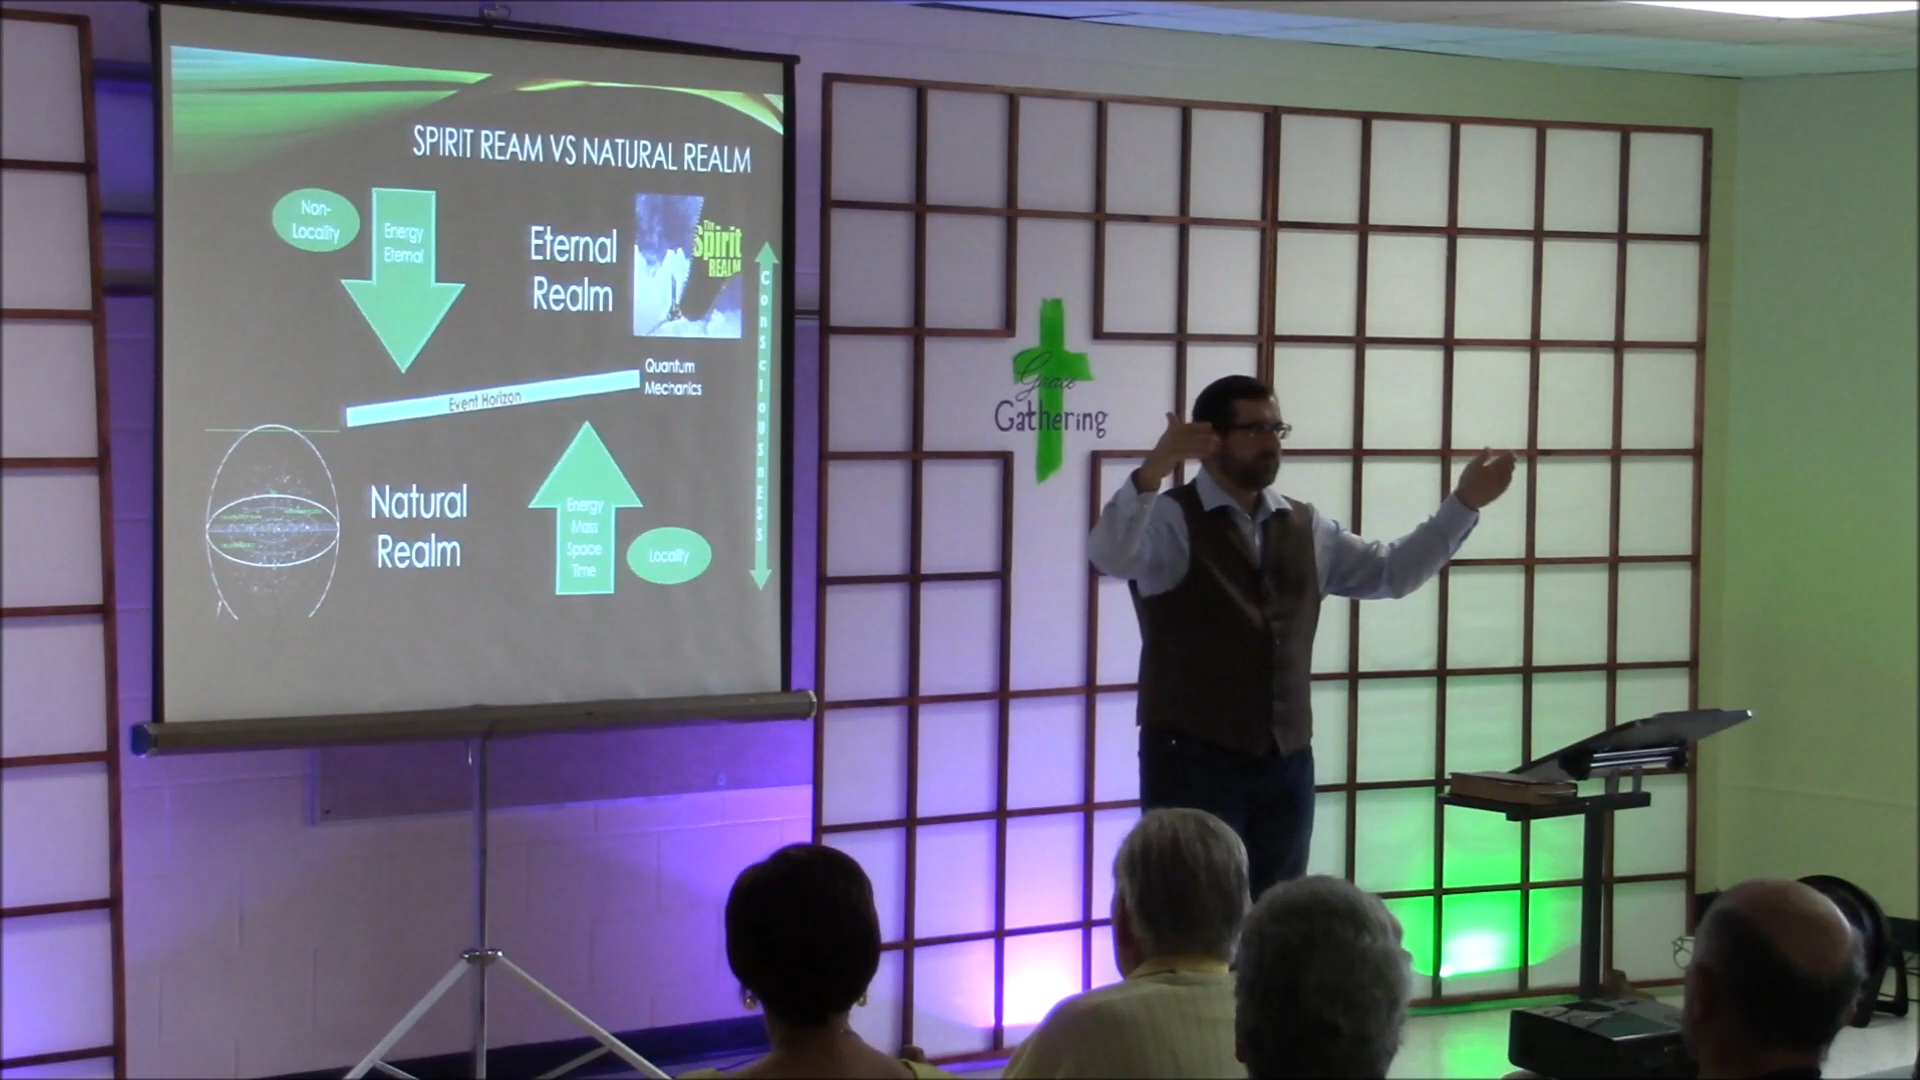 SPIRIT REAM VS NATURAL REALM
Non-
Locality
Energy
Eternal
Eternal
Realm
The
Spirit
REALM
ConsciousnEss
Quantum
Mechanics
Event Horizon
Natural
Realm
Energy
Mass
Space
Time
Locality
Grace
Gathering